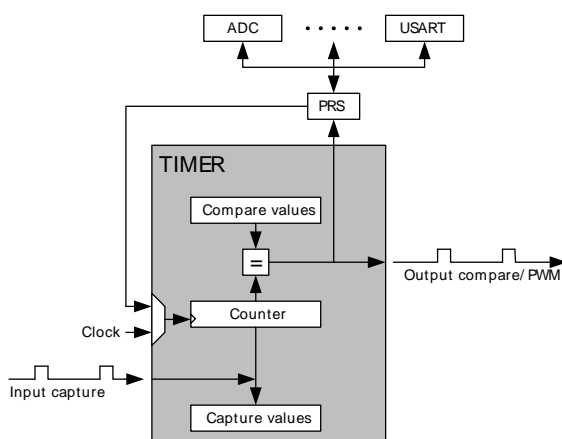 ADC
USART
PRS
TIMER
Compare values
=
Output compare/ PWM
Counter
Clock
Input capture
Capture values